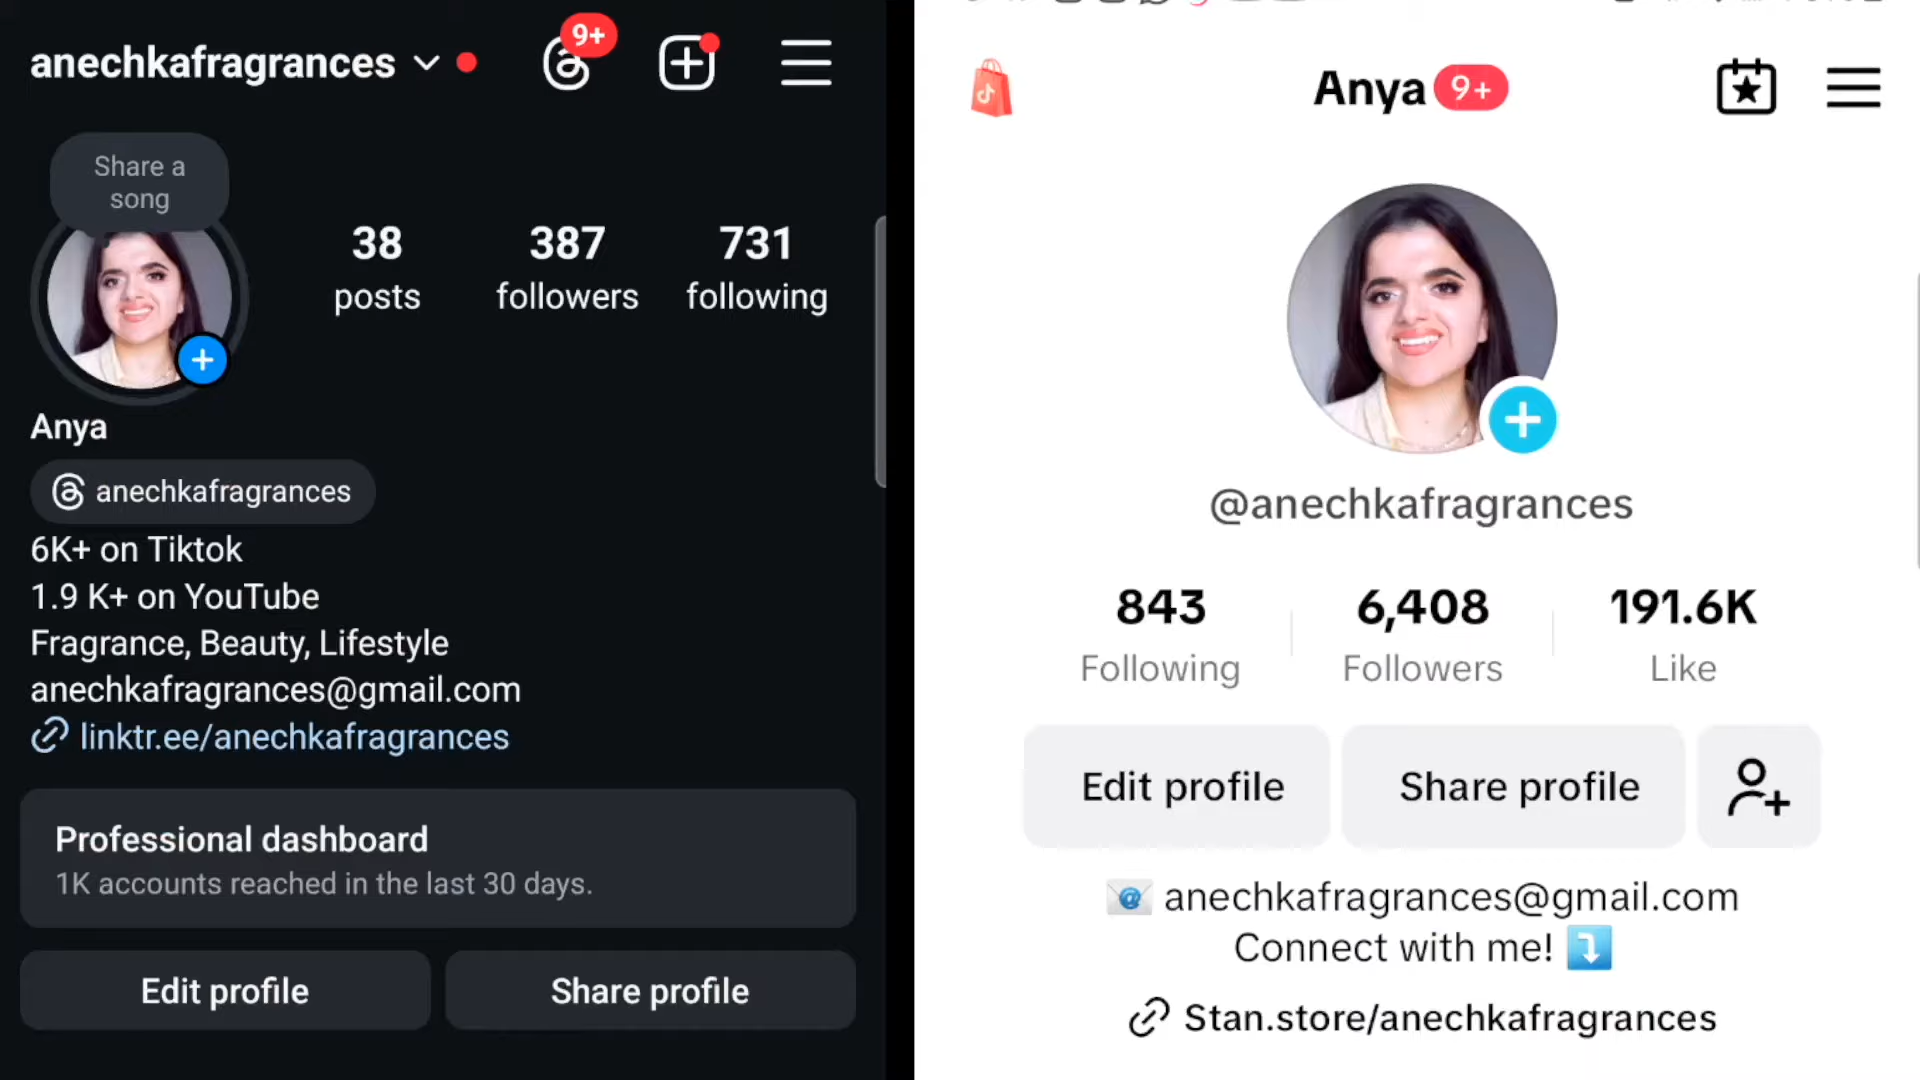 anechkafragrances
9+
Share a
song
38
posts
387
followers
731
following
Anya
anechkafragrances
6K+ on Tiktok
1.9 K+ on YouTube
Fragrance, Beauty, Lifestyle
anechkafragrances@gmail.com
linktr.ee/anechkafragrances
Professional dashboard
1K accounts reached in the last 30 days.
Edit profile
Share profile
Anya 9+
@anechkafragrances
843
Following
6,408
Followers
191.6K
Like
Edit profile
Share profile
anechkafragrances@gmail.com
Connect with me!
Stan.store/anechkafragrances